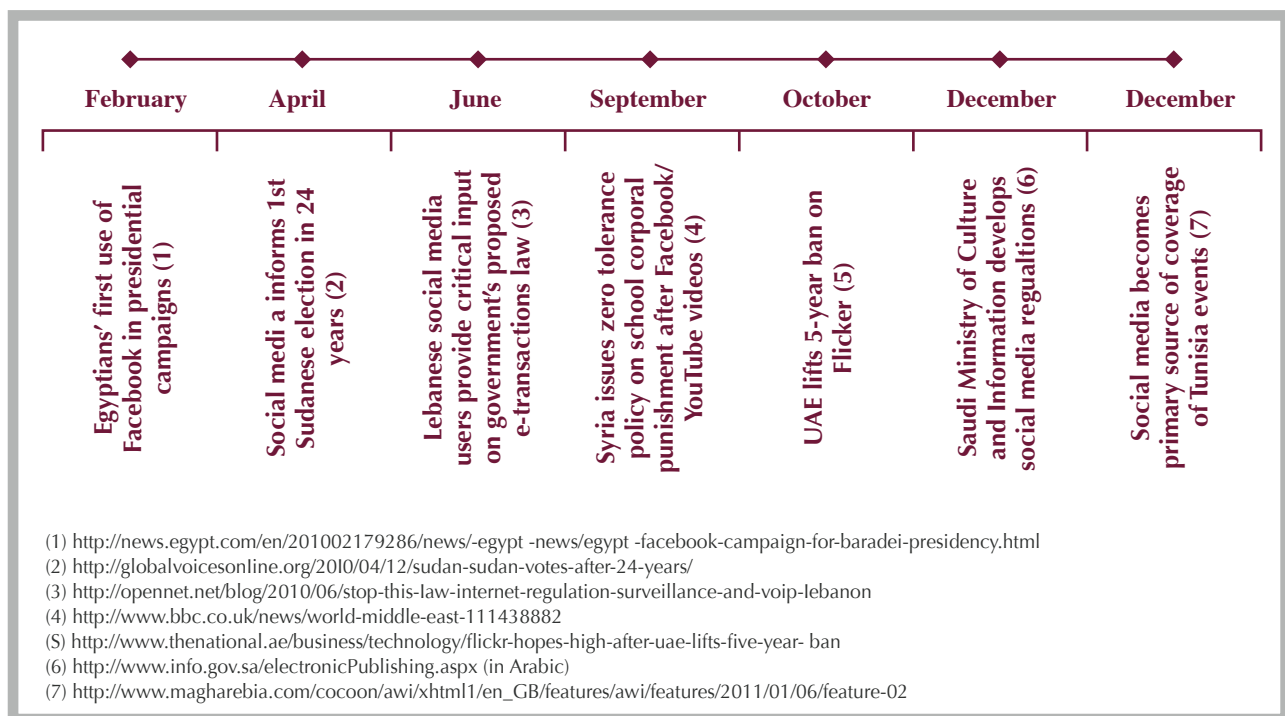 February
April
June
September
October
December
December
Egyptians’ first use of
Facebook in presidential
campaigns (1)
Social medi a informs 1st
Sudanese election in 24
years (2)
Lebanese social media
users provide critical input
on government’s proposed
e-transactions law (3)
Syria issues zero tolerance
policy on school corporal
punishment after Facebook/
YouTube videos (4)
UAE lifts 5-year ban on
Flicker (5)
Saudi Ministry of Culture
and Information develops
social media regualtions (6)
Social media becomes
primary source of coverage
of Tunisia events (7)
(1) http://news.egypt.com/en/201002179286/news/-egypt -news/egypt -facebook-campaign-for-baradei-presidency.html
(2) http://globalvoicesonIine.org/20I0/04/12/sudan-sudan-votes-after-24-years/
(3) http://opennet.net/blog/2010/06/stop-this-Iaw-internet-regulation-surveillance-and-voip-Iebanon
(4) http://www.bbc.co.uk/news/world-middle-east-111438882
(S) http://www.thenational.ae/business/technology/flickr-hopes-high-after-uae-lifts-five-year- ban
(6) http://www.info.gov.sa/electronicPublishing.aspx (in Arabic)
(7) http://www.magharebia.com/cocoon/awi/xhtml1/en_GB/features/awi/features/2011/01/06/feature-02